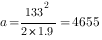 a = 133² / (2 × 1.9) = 4655